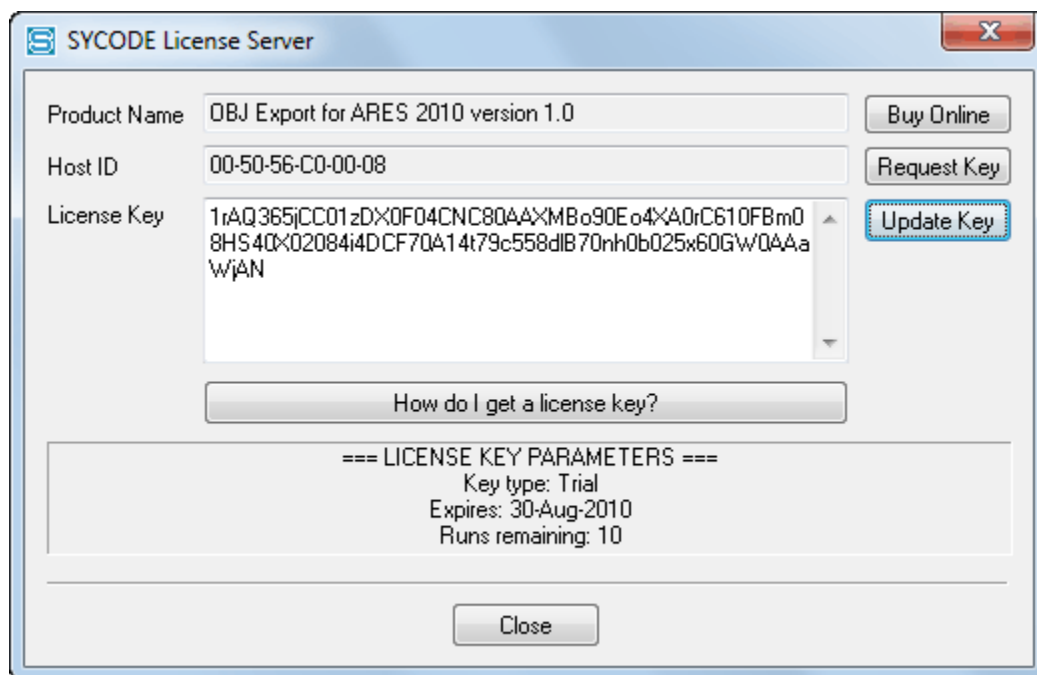 SYCODE License Server
Product Name OBJ Export for ARES 2010 version 1.0 Buy Online
Host ID 00-50-56-C0-00-08 Request Key
License Key 1rAQ365jCC01zDX0F04CNC80AAXMBo90Eo4XA0rC610FBm0 Update Key
8HS40X02084i4DCF70A14t79c558dlB70nh0b025x60GW0AAa
WjAN
How do I get a license key?
=== LICENSE KEY PARAMETERS ===
Key type: Trial
Expires: 30-Aug-2010
Runs remaining: 10
Close